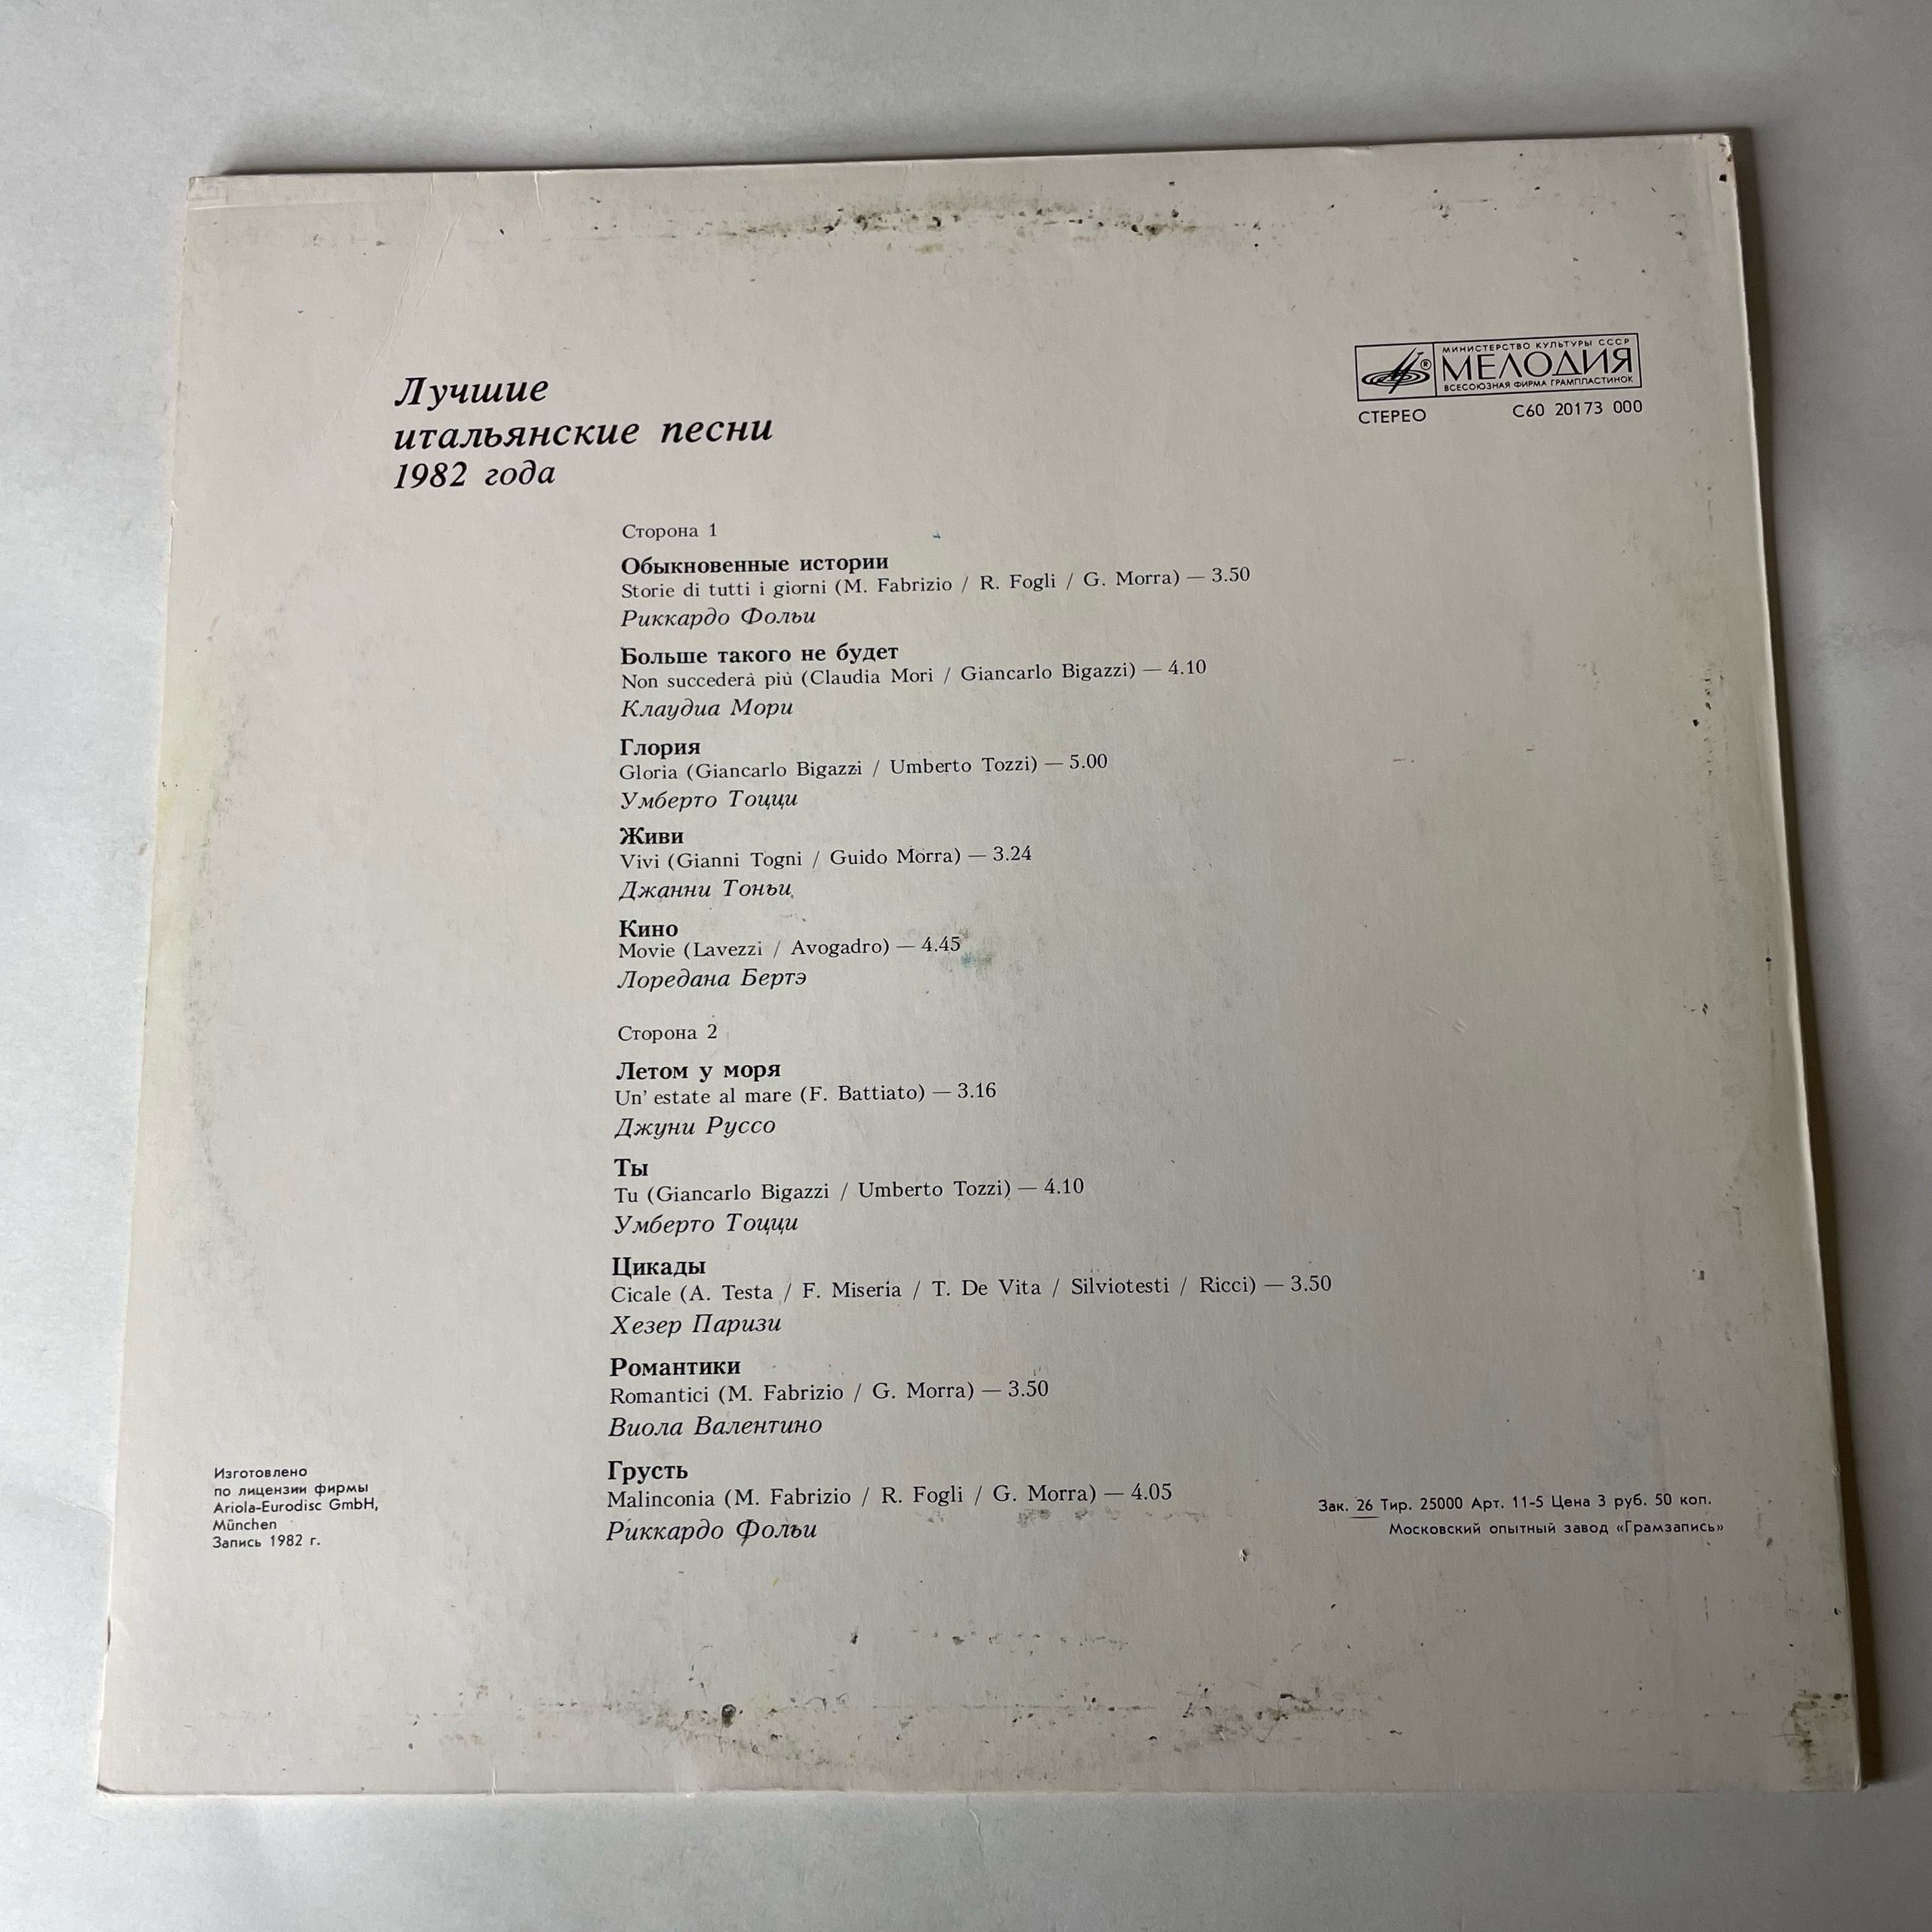 Лучшие
итальянские песни
1982 года
МИНИСТЕРСТВО КУЛЬТУРЫ СССР
® МЕЛОДИЯ
ВСЕСОЮЗНАЯ ФИРМА ГРАМПЛАСТИНОК
СТЕРЕО С60 20173 000
Сторона 1
Обыкновенные истории
Storie di tutti i giorni (M. Fabrizio / R. Fogli / G. Morra) — 3.50
Риккардо Фольи
Больше такого не будет
Non succederà più (Claudia Mori / Giancarlo Bigazzi) — 4.10
Клаудиа Мори
Глория
Gloria (Giancarlo Bigazzi / Umberto Tozzi) — 5.00
Умберто Тоцци
Живи
Vivi (Gianni Togni / Guido Morra) — 3.24
Джанни Тоньи
Кино
Movie (Lavezzi / Avogadro) — 4.45
Лоредана Бертэ
Сторона 2
Летом у моря
Un' estate al mare (F. Battiato) — 3.16
Джуни Руссо
Ты
Tu (Giancarlo Bigazzi / Umberto Tozzi) — 4.10
Умберто Тоцци
Цикады
Cicale (A. Testa / F. Miseria / T. De Vita / Silviotesti / Ricci) — 3.50
Хезер Паризи
Романтики
Romantici (M. Fabrizio / G. Morra) — 3.50
Виола Валентино
Грусть
Malinconia (M. Fabrizio / R. Fogli / G. Morra) — 4.05
Риккардо Фольи
Изготовлено
по лицензии фирмы
Ariola-Eurodisc GmbH,
München
Запись 1982 г.
Зак. 26 Тир. 25000 Арт. 11-5 Цена 3 руб. 50 коп.
Московский опытный завод «Грамзапись»